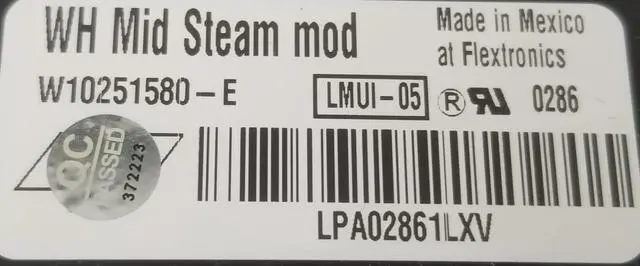 WH Mid Steam mod
Made in Mexico
at Flextronics
W10251580-E
LMUI-05
® 0286
QC
PASSED
372223
LPA02861LXV